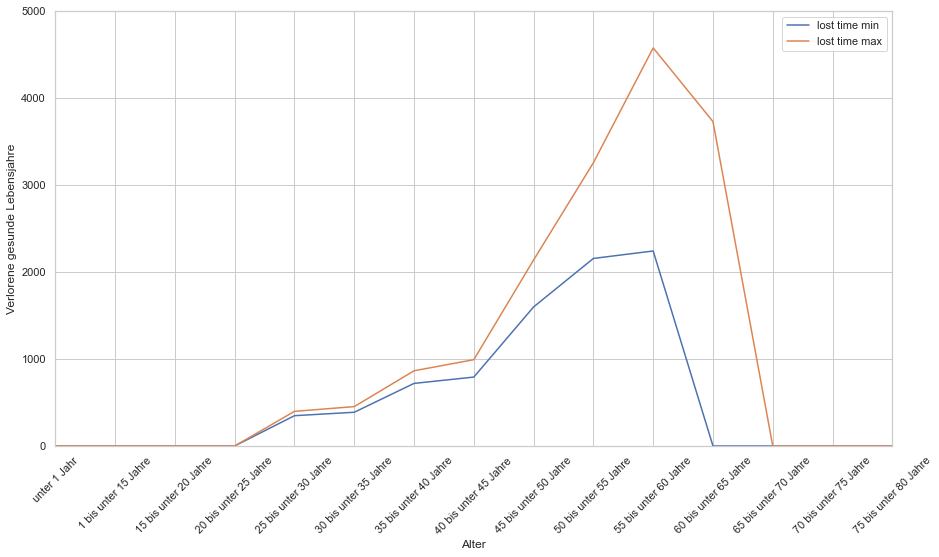 5000
4000
3000
2000
1000
0
Verlorene gesunde Lebensjahre
lost time min
lost time max
unter 1 Jahr
1 bis unter 15 Jahre
15 bis unter 20 Jahre
20 bis unter 25 Jahre
25 bis unter 30 Jahre
30 bis unter 35 Jahre
35 bis unter 40 Jahre
40 bis unter 45 Jahre
45 bis unter 50 Jahre
50 bis unter 55 Jahre
55 bis unter 60 Jahre
60 bis unter 65 Jahre
65 bis unter 70 Jahre
70 bis unter 75 Jahre
75 bis unter 80 Jahre
Alter